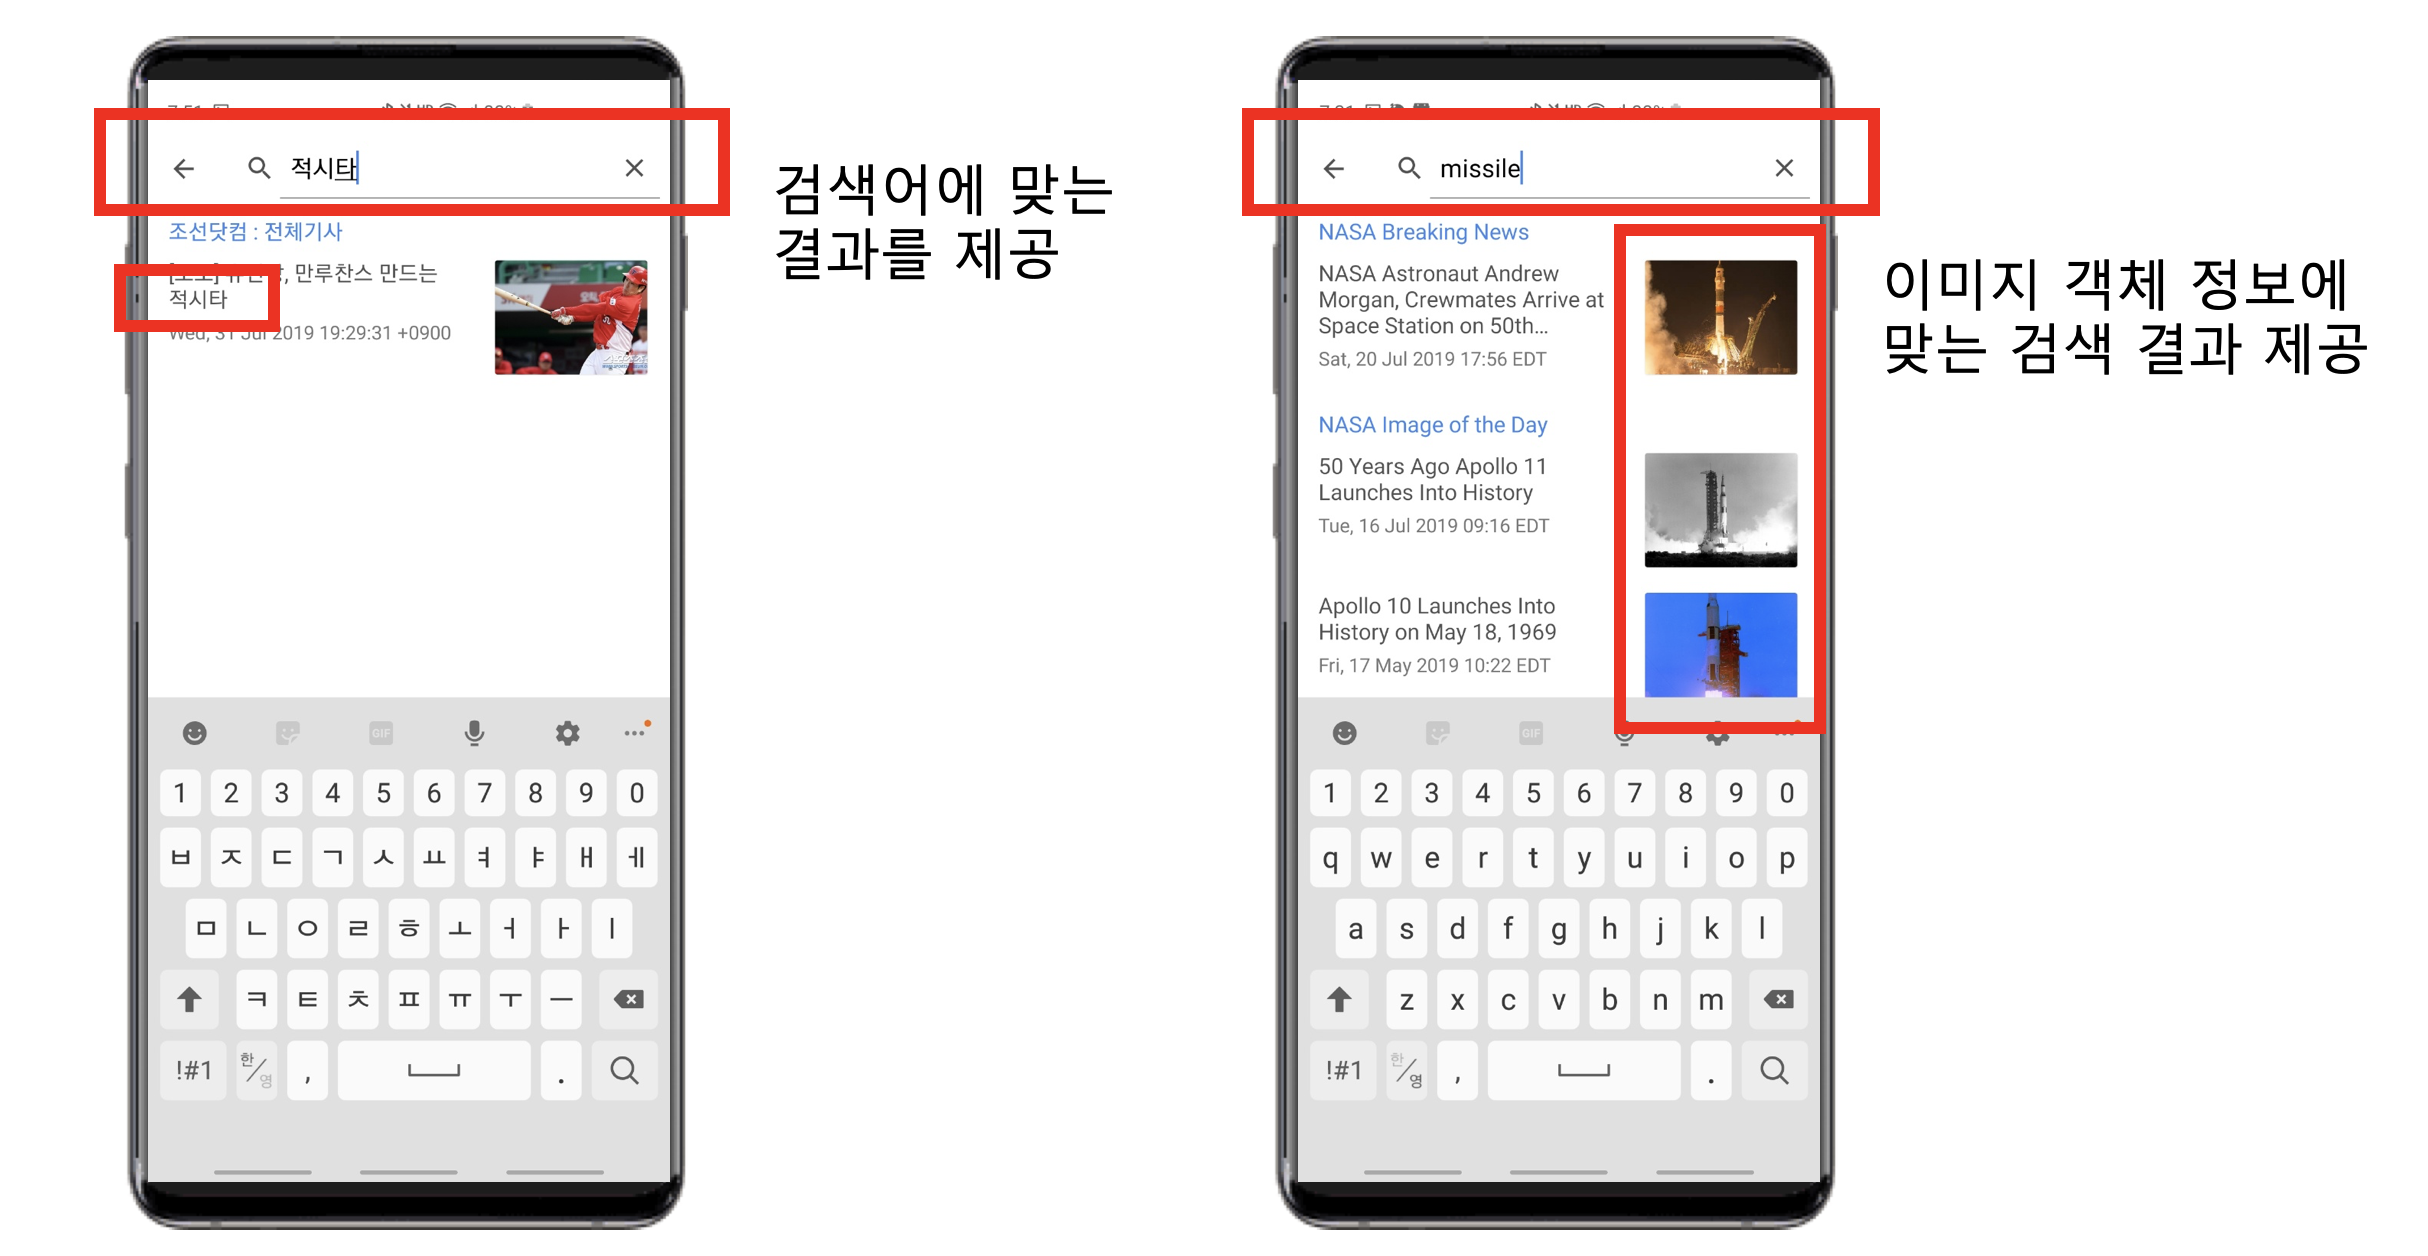 적시타
조선닷컴 : 전체기사
만루찬스 만드는
적시타
Wed, 31 Jul 2019 19:29:31 +0900
GIF
1 2 3 4 5 6 7 8 9 0
ㅂ ㅈ ㄷ ㄱ ㅅ ㅛ ㅕ ㅑ ㅐ ㅔ
ㅁ ㄴ ㅇ ㄹ ㅎ ㅗ ㅓ ㅏ ㅣ
ㅋ ㅌ ㅊ ㅍ ㅠ ㅜ ㅡ
!#1 한/영 , .
검색어에 맞는
결과를 제공
missile
NASA Breaking News
NASA Astronaut Andrew
Morgan, Crewmates Arrive at
Space Station on 50th...
Sat, 20 Jul 2019 17:56 EDT
NASA Image of the Day
50 Years Ago Apollo 11
Launches Into History
Tue, 16 Jul 2019 09:16 EDT
Apollo 10 Launches Into
History on May 18, 1969
Fri, 17 May 2019 10:22 EDT
GIF
1 2 3 4 5 6 7 8 9 0
q w e r t y u i o p
a s d f g h j k l
z x c v b n m
!#1 한/영 , .
이미지 객체 정보에
맞는 검색 결과 제공